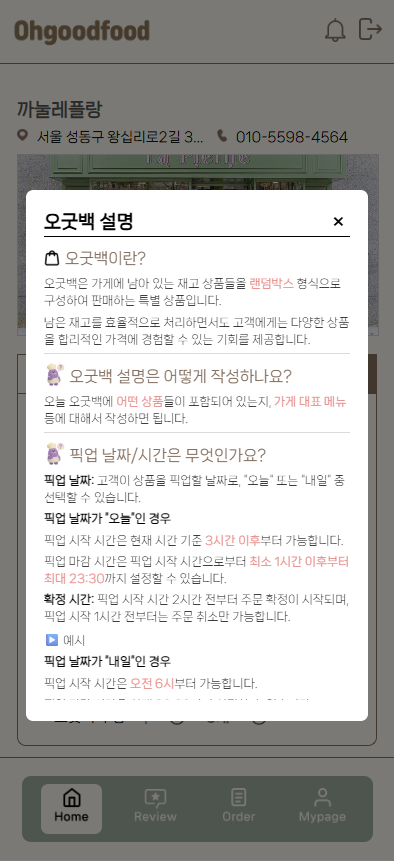 Ohgoodfood
까눌레플랑
서울 성동구 왕십리로2길 3...
010-5598-4564
오굿백 설명
오굿백이란?
오굿백은 가게에 남아 있는 재고 상품들을 랜덤박스 형식으로
구성하여 판매하는 특별 상품입니다.
남은 재고를 효율적으로 처리하면서도 고객에게는 다양한 상품
을 합리적인 가격에 경험할 수 있는 기회를 제공합니다.
오굿백 설명은 어떻게 작성하나요?
오늘 오굿백에 어떤 상품들이 포함되어 있는지, 가게 대표 메뉴
등에 대해서 작성하면 됩니다.
픽업 날짜/시간은 무엇인가요?
픽업 날짜: 고객이 상품을 픽업할 날짜로, "오늘" 또는 "내일" 중
선택할 수 있습니다.
픽업 날짜가 "오늘"인 경우
픽업 시작 시간은 현재 시간 기준 3시간 이후부터 가능합니다.
픽업 마감 시간은 픽업 시작 시간으로부터 최소 1시간 이후부터
최대 23:30까지 설정할 수 있습니다.
확정 시간: 픽업 시작 시간 2시간 전부터 주문 확정이 시작되며,
픽업 시작 1시간 전부터는 주문 취소만 가능합니다.
예시
픽업 날짜가 "내일"인 경우
픽업 시작 시간은 오전 6시부터 가능합니다.
Home
Review
Order
Mypage